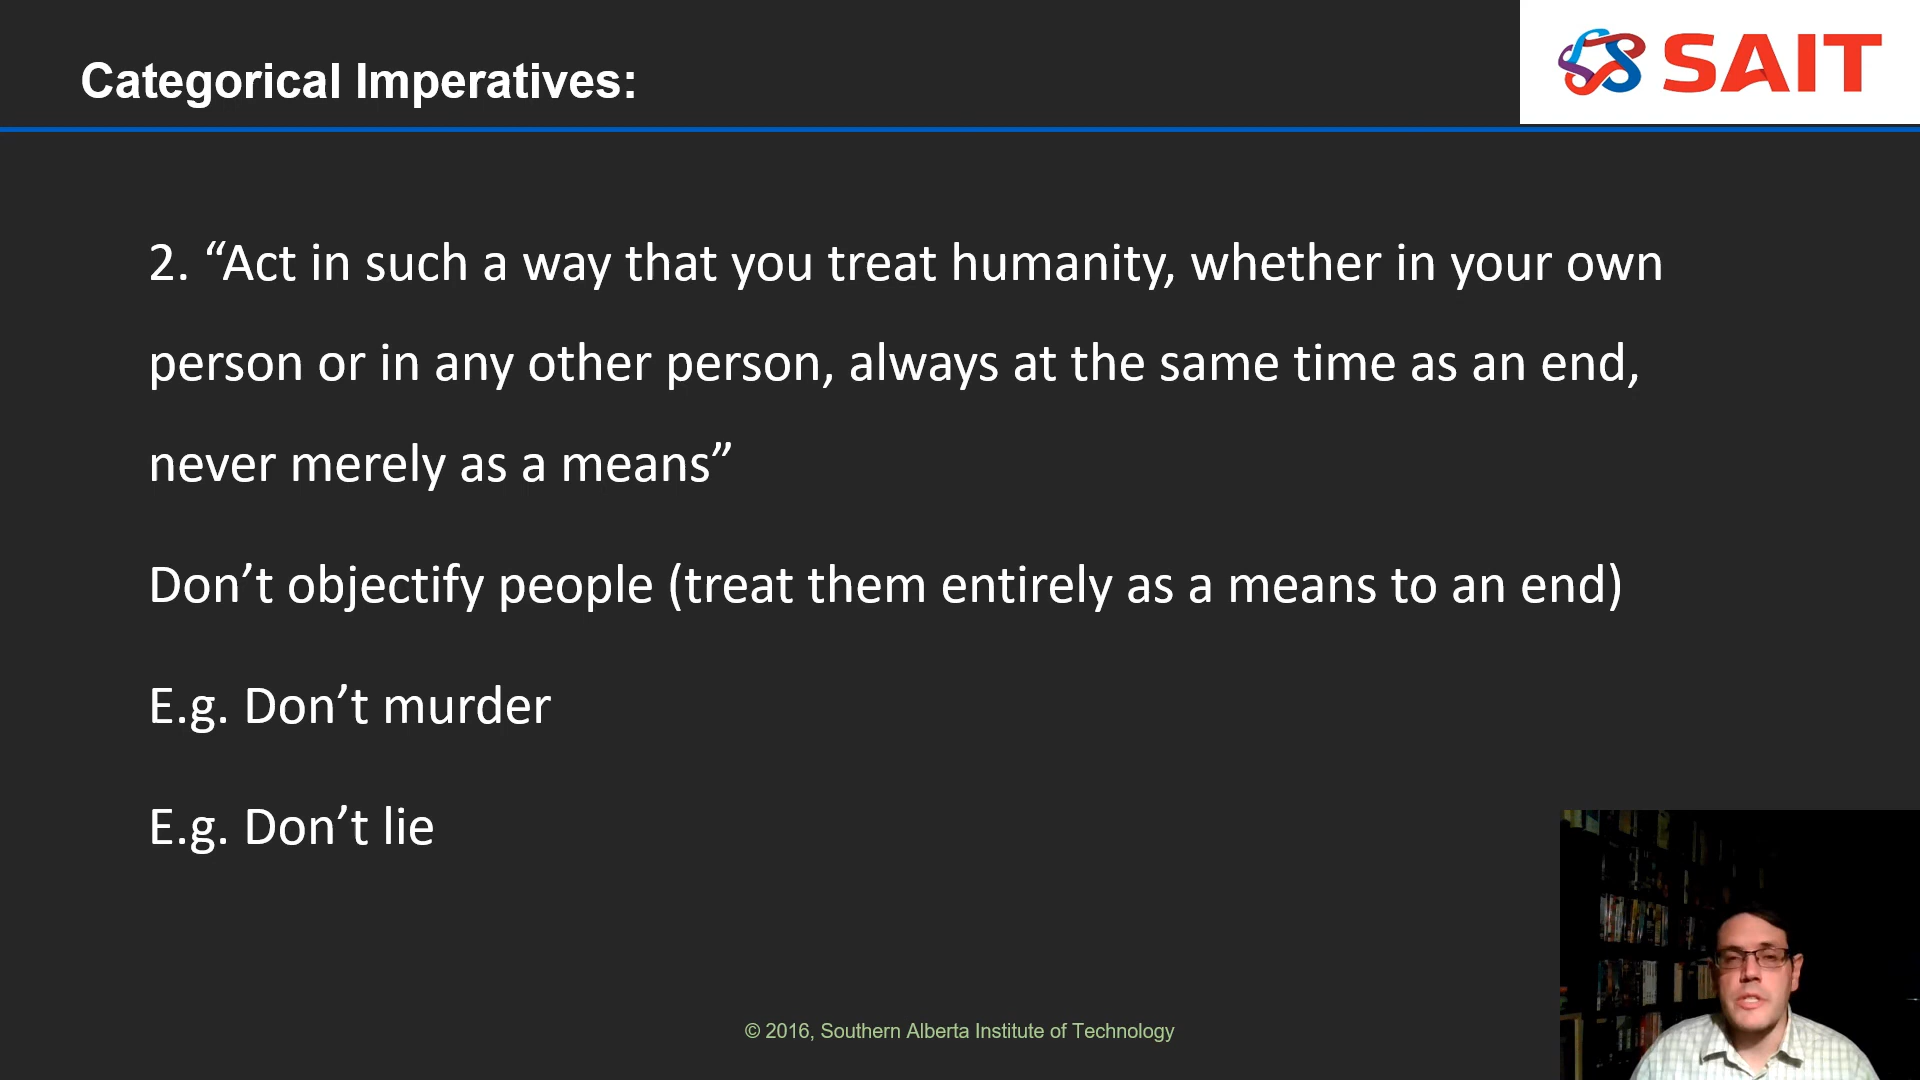 Categorical Imperatives:
SAIT
2. “Act in such a way that you treat humanity, whether in your own
person or in any other person, always at the same time as an end,
never merely as a means”
Don’t objectify people (treat them entirely as a means to an end)
E.g. Don’t murder
E.g. Don’t lie
© 2016, Southern Alberta Institute of Technology